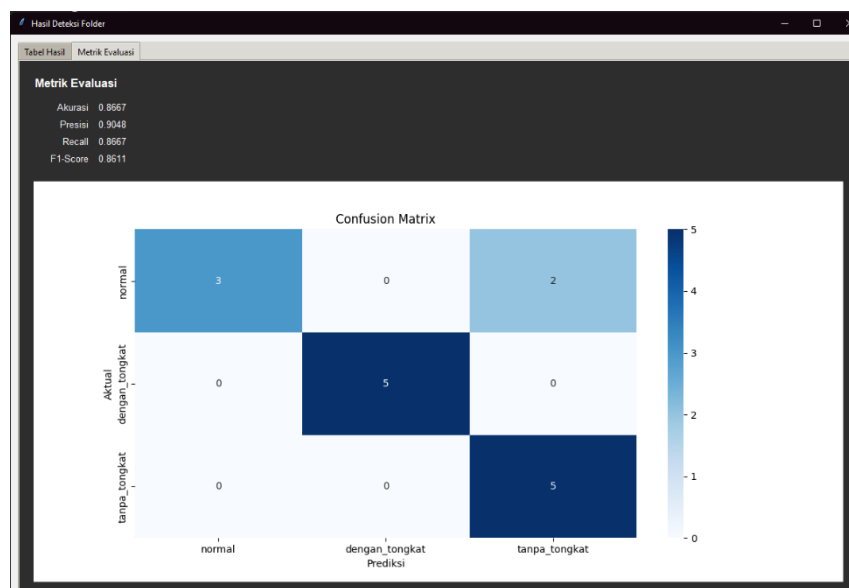 Hasil Deteksi Folder
Tabel Hasil Metrik Evaluasi
Metrik Evaluasi
Akurasi 0.8667
Presisi 0.9048
Recall 0.8667
F1-Score 0.8611
Confusion Matrix
normal
3 0 2
Aktual
dengan_tongkat
0 5 0
tanpa_tongkat
0 0 5
normal dengan_tongkat tanpa_tongkat
Prediksi
5
4
3
2
1
0